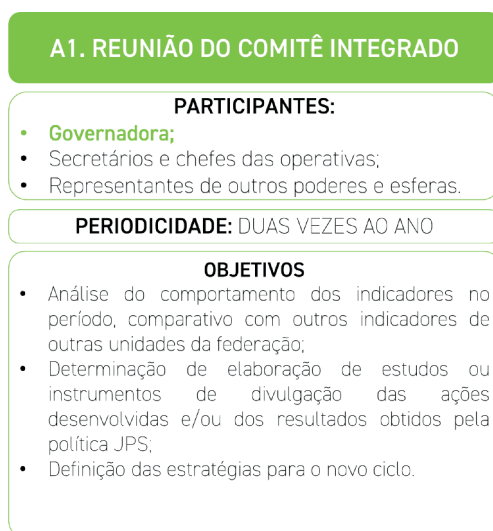 A1. REUNIÃO DO COMITÊ INTEGRADO
PARTICIPANTES:
• Governadora;
• Secretários e chefes das operativas;
• Representantes de outros poderes e esferas.
PERIODICIDADE: DUAS VEZES AO ANO
OBJETIVOS
• Análise do comportamento dos indicadores no
período, comparativo com outros indicadores de
outras unidades da federação;
• Determinação de elaboração de estudos ou
instrumentos de divulgação das ações
desenvolvidas e/ou dos resultados obtidos pela
política JPS;
• Definição das estratégias para o novo ciclo.